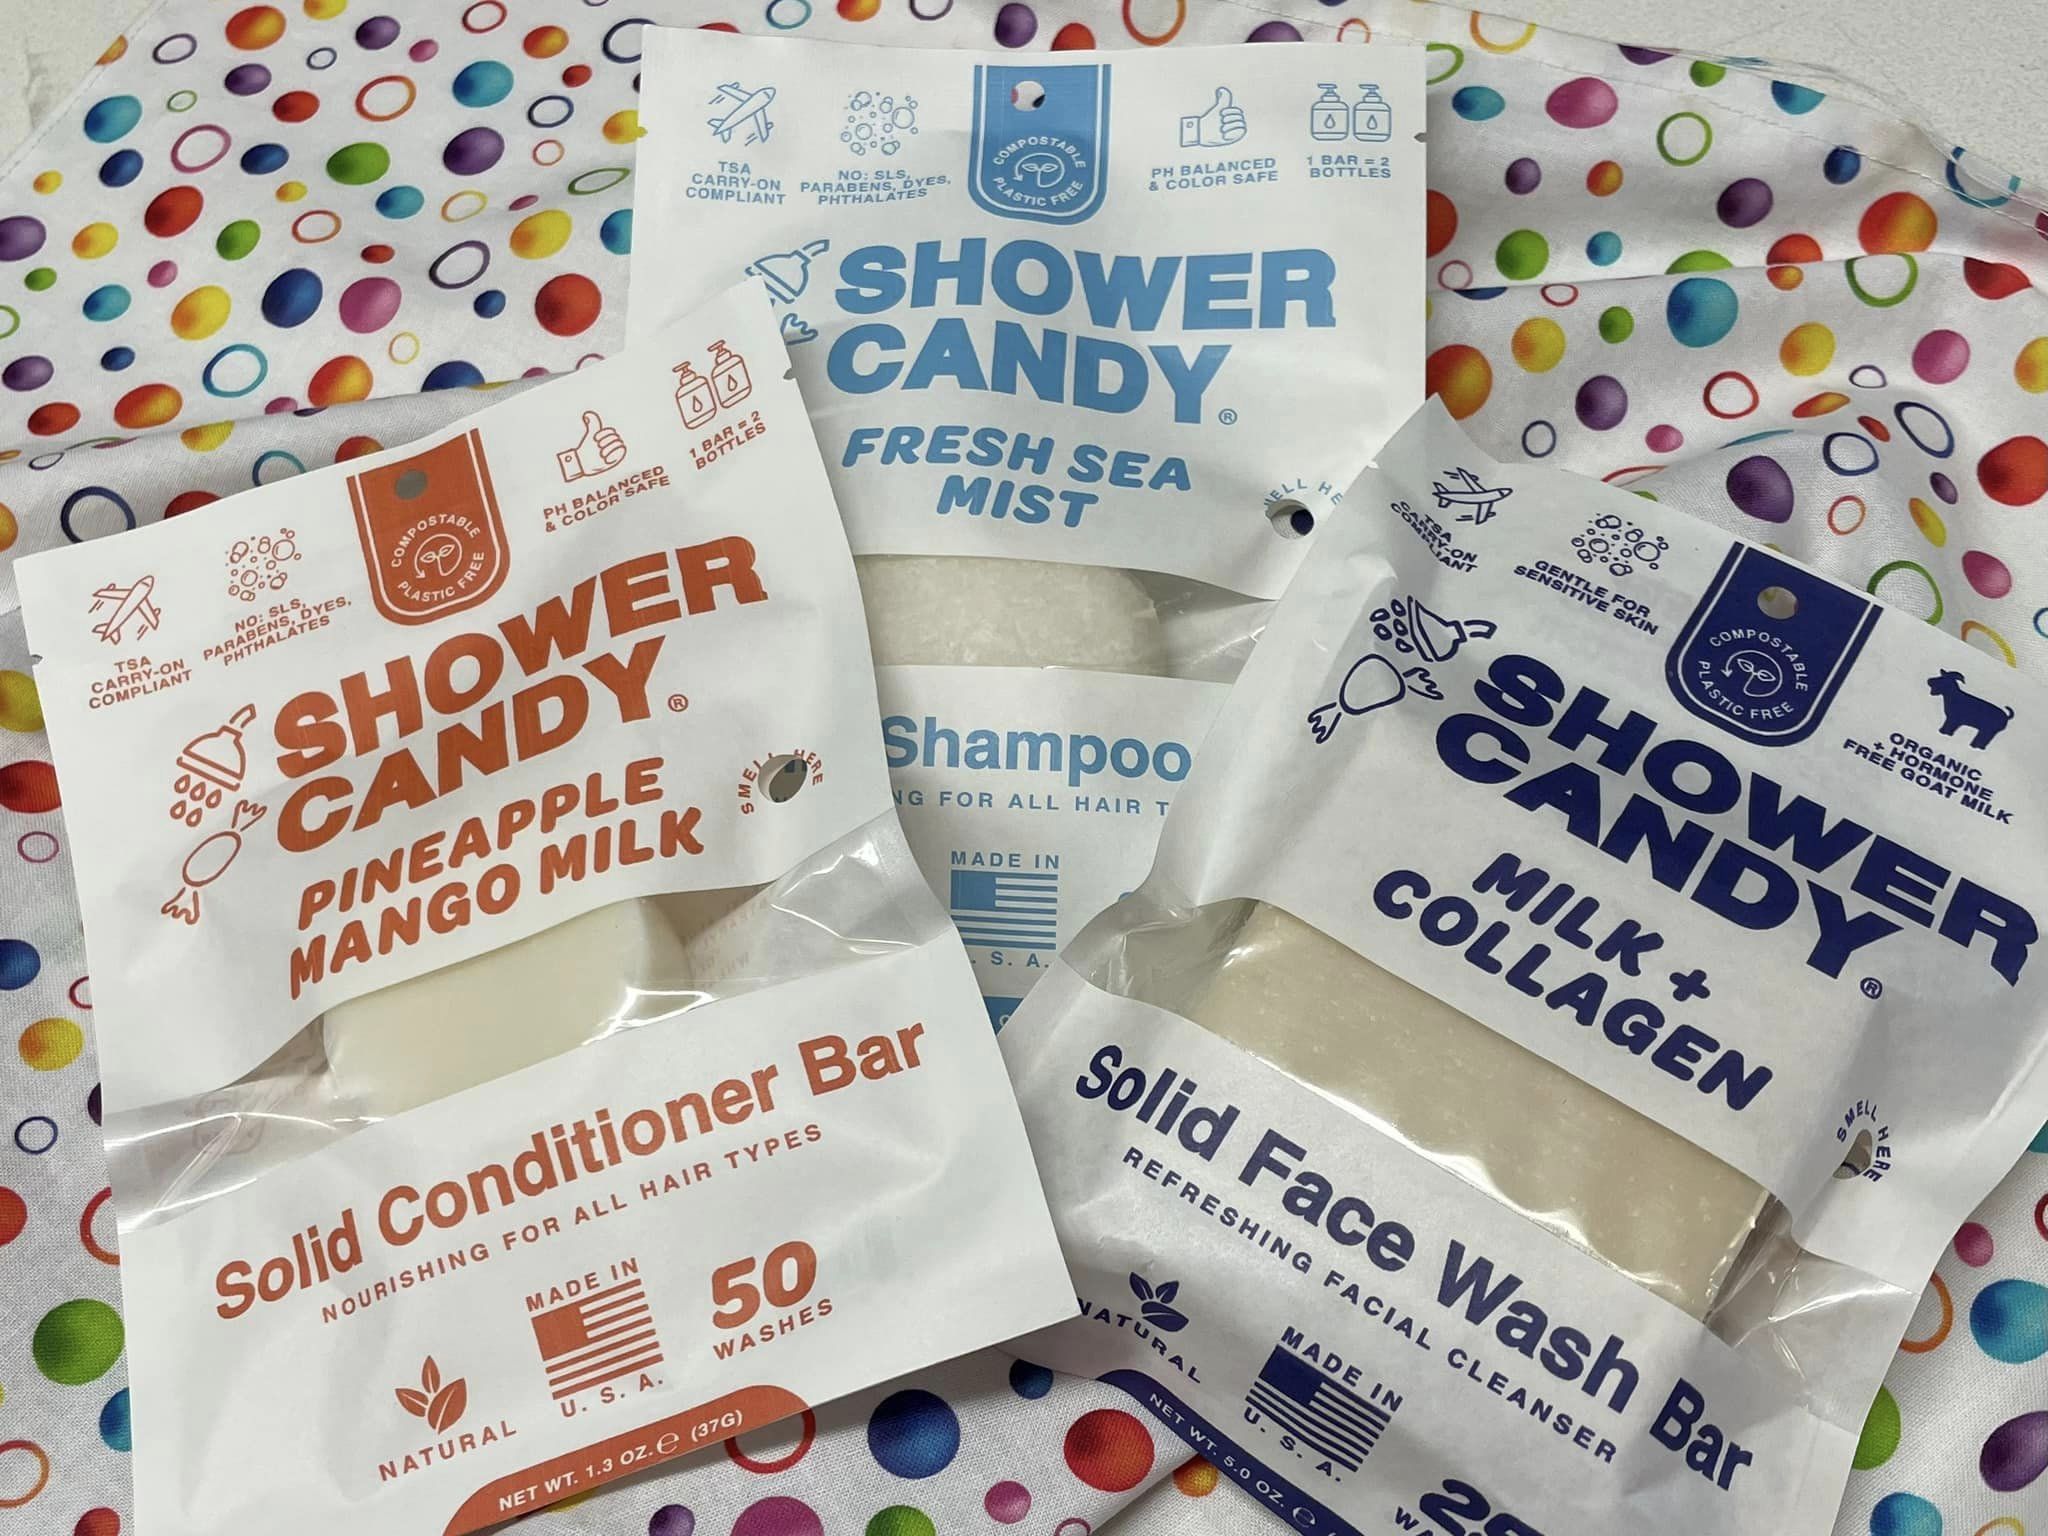 TSA
CARRY-ON
COMPLIANT
NO: SLS,
PARABENS, DYES,
PHTHALATES
COMPOSTABLE
PLASTIC FREE
PH BALANCED
& COLOR SAFE
1 BAR = 2
BOTTLES
SHOWER
CANDY®
FRESH SEA
MIST
Shampoo
FOR ALL HAIR
MADE IN
S. A.
TSA
CARRY-ON
COMPLIANT
NO: SLS,
PARABENS, DYES,
PHTHALATES
COMPOSTABLE
PLASTIC FREE
PH BALANCED
& COLOR SAFE
1 BAR = 2
BOTTLES
SHOWER
CANDY®
PINEAPPLE
MANGO MILK
SMELL HERE
Solid Conditioner Bar
NOURISHING FOR ALL HAIR TYPES
NATURAL
MADE IN
U. S. A.
50
WASHES
NET WT. 1.3 OZ. ℮ (37G)
TSA
CARRY-ON
COMPLIANT
GENTLE FOR
SENSITIVE SKIN
COMPOSTABLE
PLASTIC FREE
ORGANIC
+ HORMONE
FREE GOAT MILK
SHOWER
CANDY®
MILK +
COLLAGEN
SMELL HERE
Solid Face Wash Bar
REFRESHING FACIAL CLEANSER
NATURAL
MADE IN
U. S. A.
NET WT. 5.0 OZ. ℮